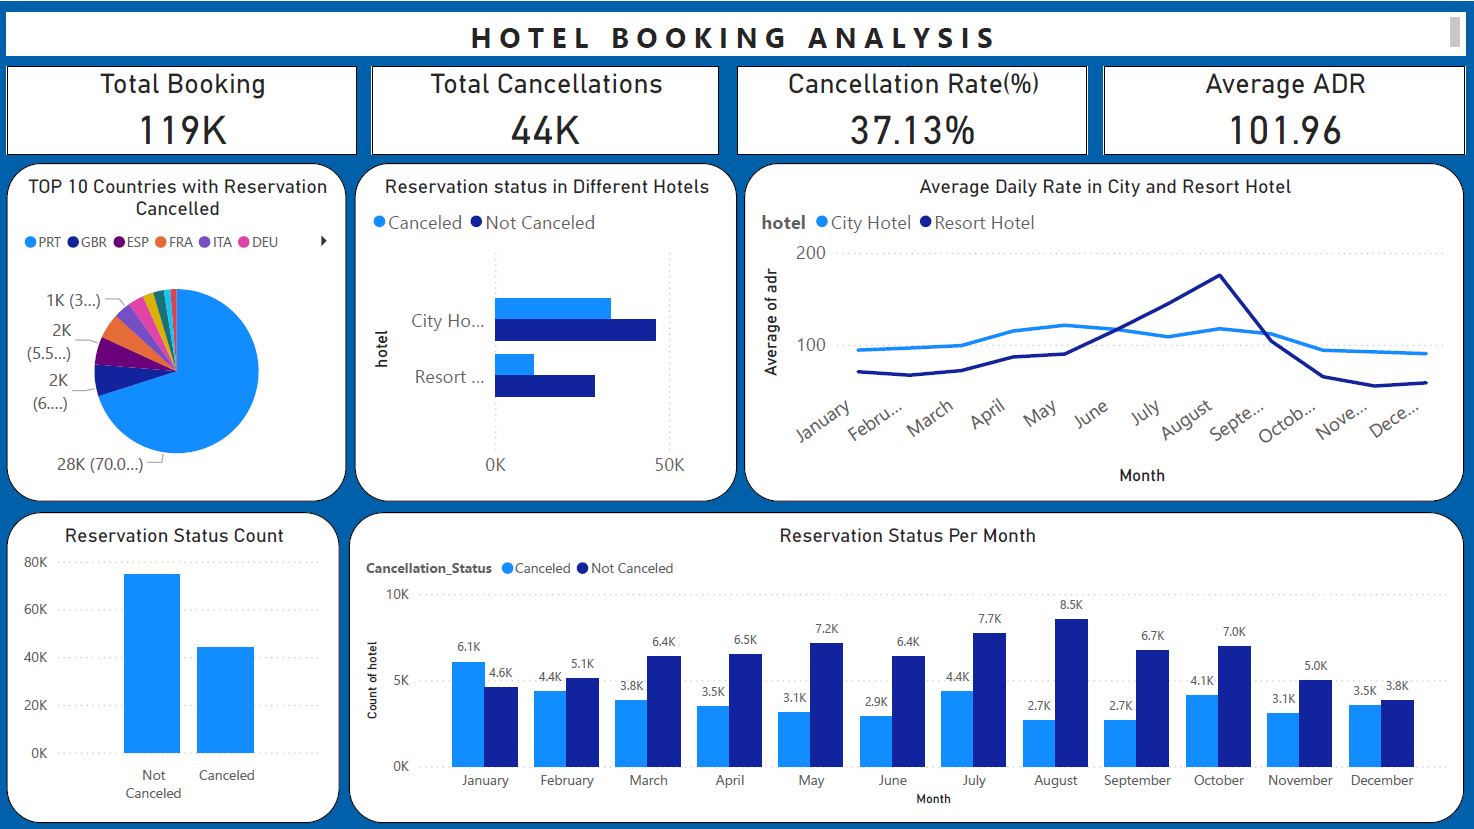 HOTEL BOOKING ANALYSIS
Total Booking
119K
Total Cancellations
44K
Cancellation Rate(%)
37.13%
Average ADR
101.96
TOP 10 Countries with Reservation
Cancelled
PRT GBR ESP FRA ITA DEU
1K (3...)
2K
(5.5...)
2K
(6....)
28K (70.0...)
Reservation status in Different Hotels
Canceled Not Canceled
hotel
City Ho...
Resort ...
0K 50K
Average Daily Rate in City and Resort Hotel
hotel City Hotel Resort Hotel
Average of adr
200
100
January Febru... March April May June July August Septe... Octob... Nove... Dece...
Month
Reservation Status Count
80K
60K
40K
20K
0K
Not
Canceled
Canceled
Reservation Status Per Month
Cancellation_Status Canceled Not Canceled
Count of hotel
10K
5K
0K
6.1K 4.6K 4.4K 5.1K 3.8K 6.4K 3.5K 6.5K 3.1K 7.2K 2.9K 6.4K 4.4K 7.7K 2.7K 8.5K 2.7K 6.7K 4.1K 7.0K 3.1K 5.0K 3.5K 3.8K
January February March April May June July August September October November December
Month